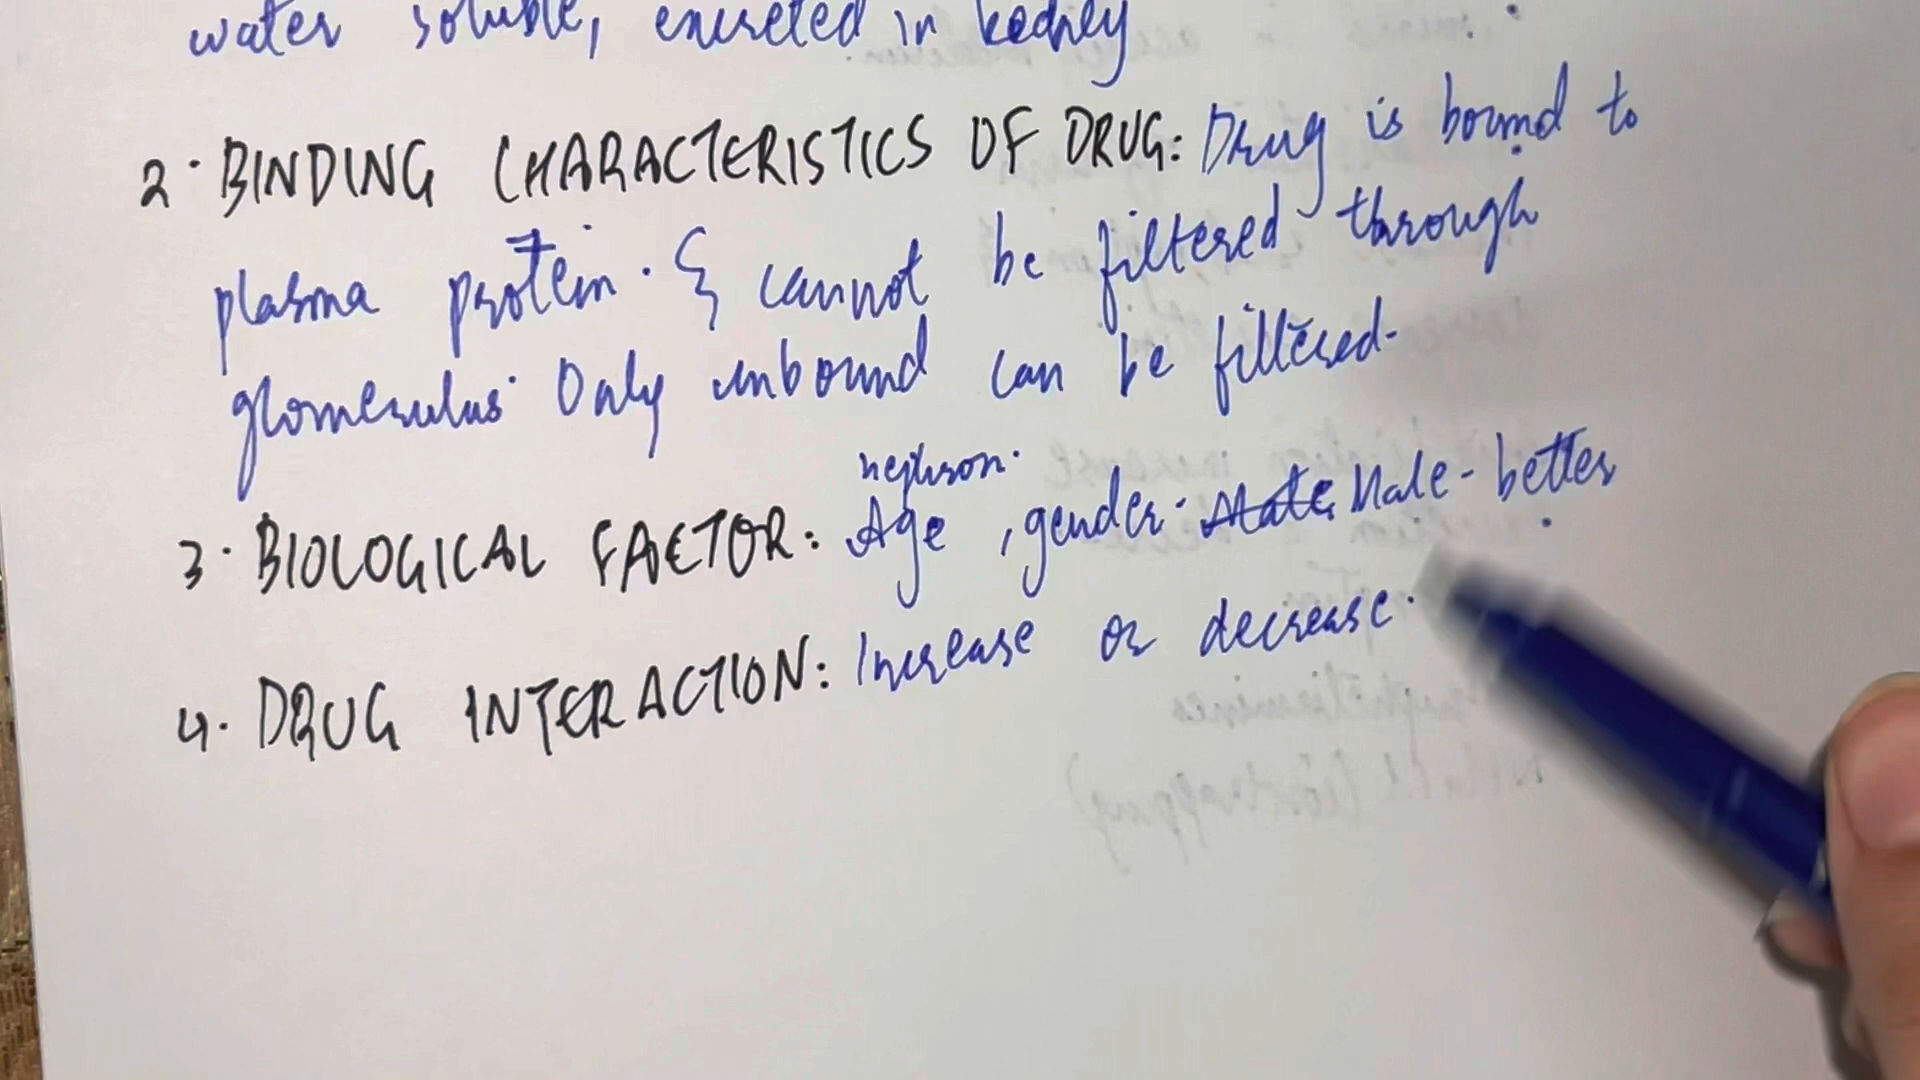 water soluble, excreted in kedney
2. BINDING CHARACTERISTICS OF DRUG: Drug is bound to
plasma protein. & cannot be filtered through
glomerulus. Only unbound can be filtered.
nephron.
3. BIOLOGICAL FACTOR: Age, gender. Male Male - better
4. DRUG INTERACTION: Increase or decrease.